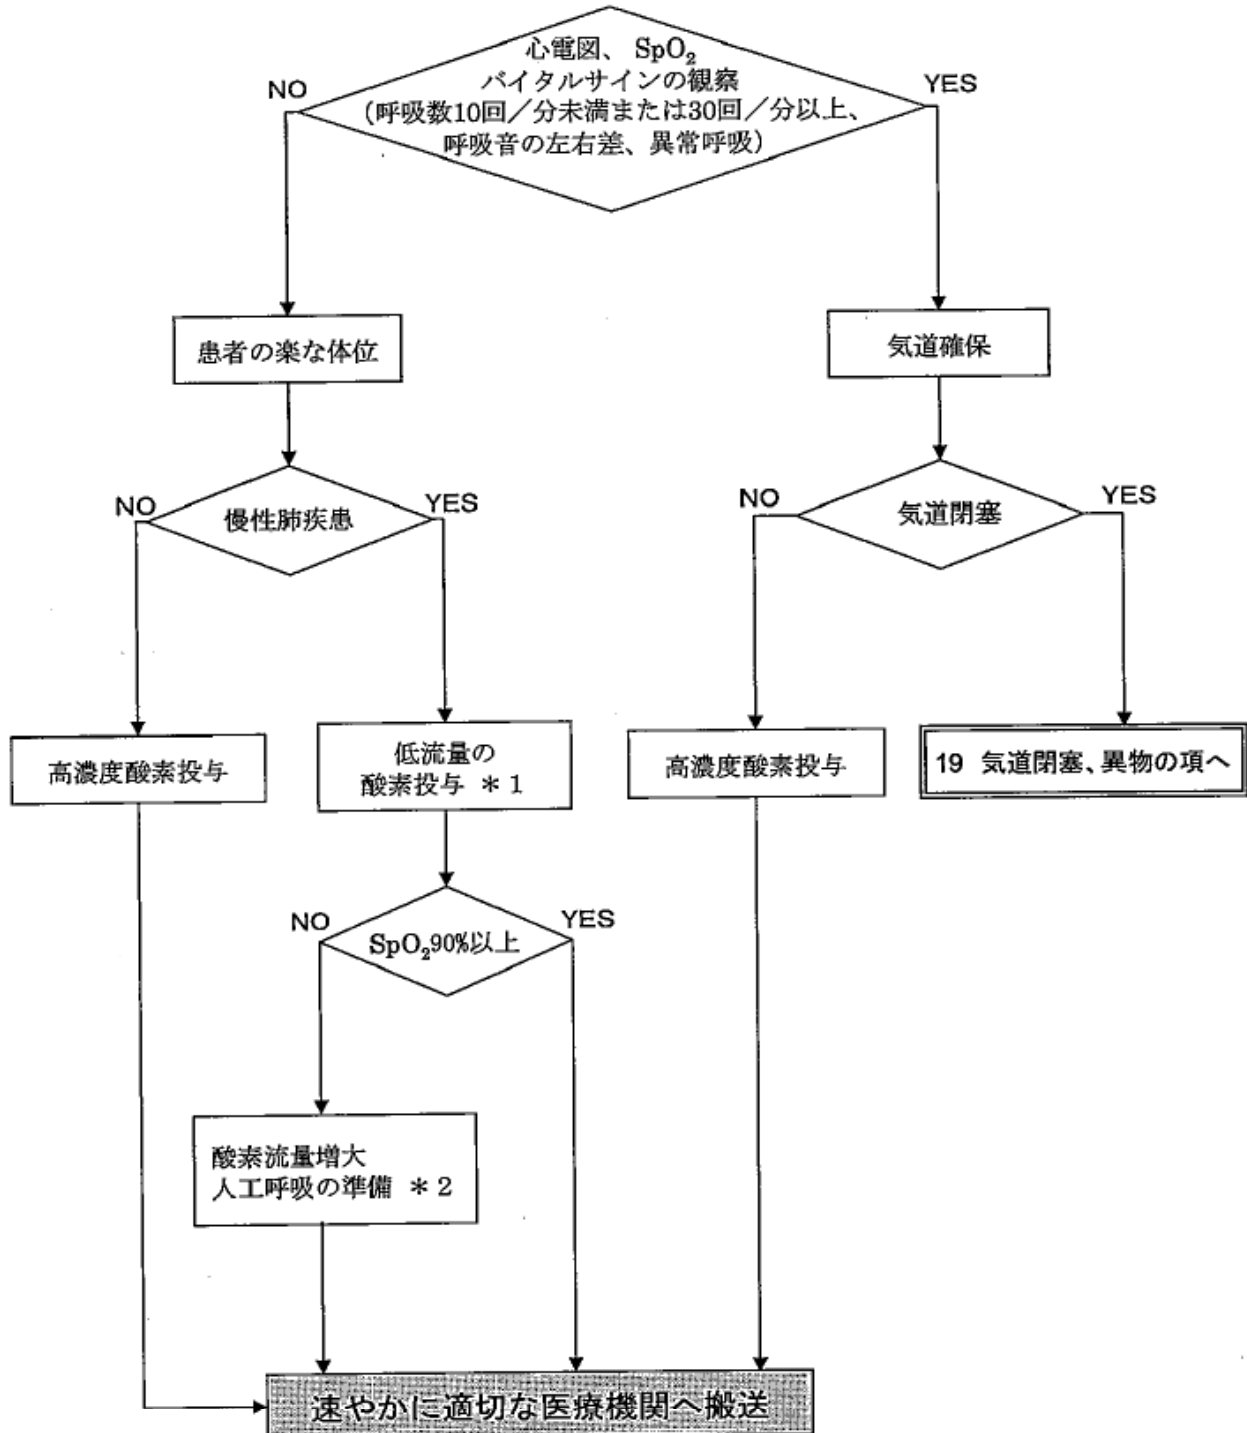 心電図、 SpO₂
バイタルサインの観察
(呼吸数10回／分未満または30回／分以上、
呼吸音の左右差、異常呼吸)
NO
YES
患者の楽な体位
気道確保
慢性肺疾患
NO
YES
気道閉塞
NO
YES
高濃度酸素投与
低流量の
酸素投与 ＊1
高濃度酸素投与
19 気道閉塞、異物の項へ
SpO₂90%以上
NO
YES
酸素流量増大
人工呼吸の準備 ＊2
速やかに適切な医療機関へ搬送